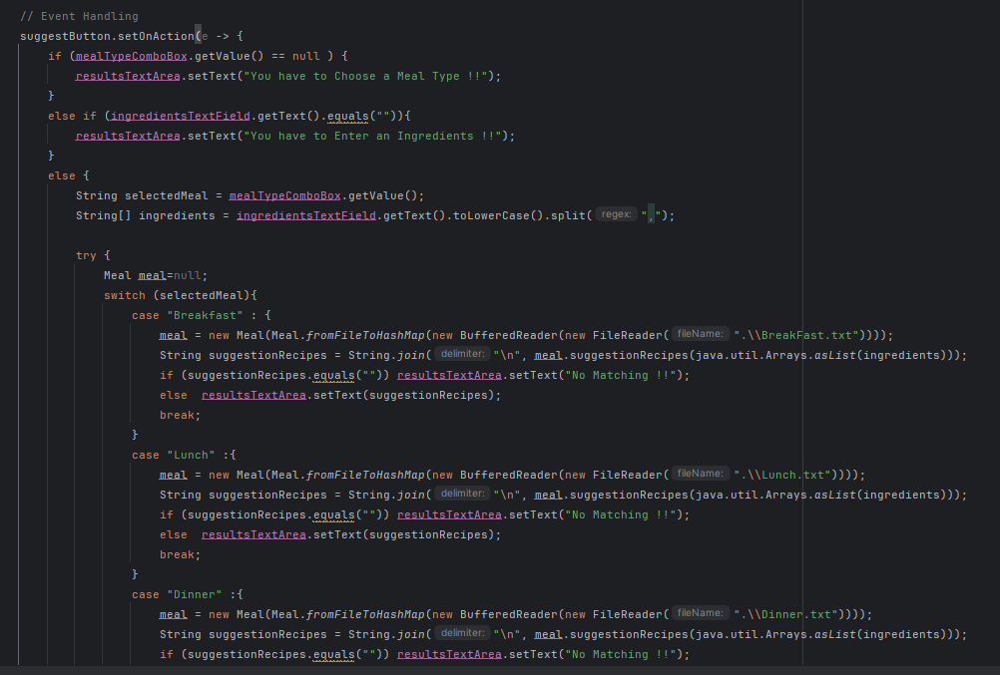 // Event Handling
suggestButton.setOnAction(e -> {
if (mealTypeComboBox.getValue() == null ) {
resultsTextArea.setText("You have to Choose a Meal Type !!");
}
else if (ingredientsTextField.getText().equals("")){
resultsTextArea.setText("You have to Enter an Ingredients !!");
}
else {
String selectedMeal = mealTypeComboBox.getValue();
String[] ingredients = ingredientsTextField.getText().toLowerCase().split( regex: ",");
try {
Meal meal=null;
switch (selectedMeal){
case "Breakfast" : {
meal = new Meal(Meal.fromFileToHashMap(new BufferedReader(new FileReader( fileName: ".\\BreakFast.txt"))));
String suggestionRecipes = String.join( delimiter: "\n", meal.suggestionRecipes(java.util.Arrays.asList(ingredients)));
if (suggestionRecipes.equals("")) resultsTextArea.setText("No Matching !!");
else  resultsTextArea.setText(suggestionRecipes);
break;
}
case "Lunch" :{
meal = new Meal(Meal.fromFileToHashMap(new BufferedReader(new FileReader( fileName: ".\\Lunch.txt"))));
String suggestionRecipes = String.join( delimiter: "\n", meal.suggestionRecipes(java.util.Arrays.asList(ingredients)));
if (suggestionRecipes.equals("")) resultsTextArea.setText("No Matching !!");
else  resultsTextArea.setText(suggestionRecipes);
break;
}
case "Dinner" :{
meal = new Meal(Meal.fromFileToHashMap(new BufferedReader(new FileReader( fileName: ".\\Dinner.txt"))));
String suggestionRecipes = String.join( delimiter: "\n", meal.suggestionRecipes(java.util.Arrays.asList(ingredients)));
if (suggestionRecipes.equals("")) resultsTextArea.setText("No Matching !!");